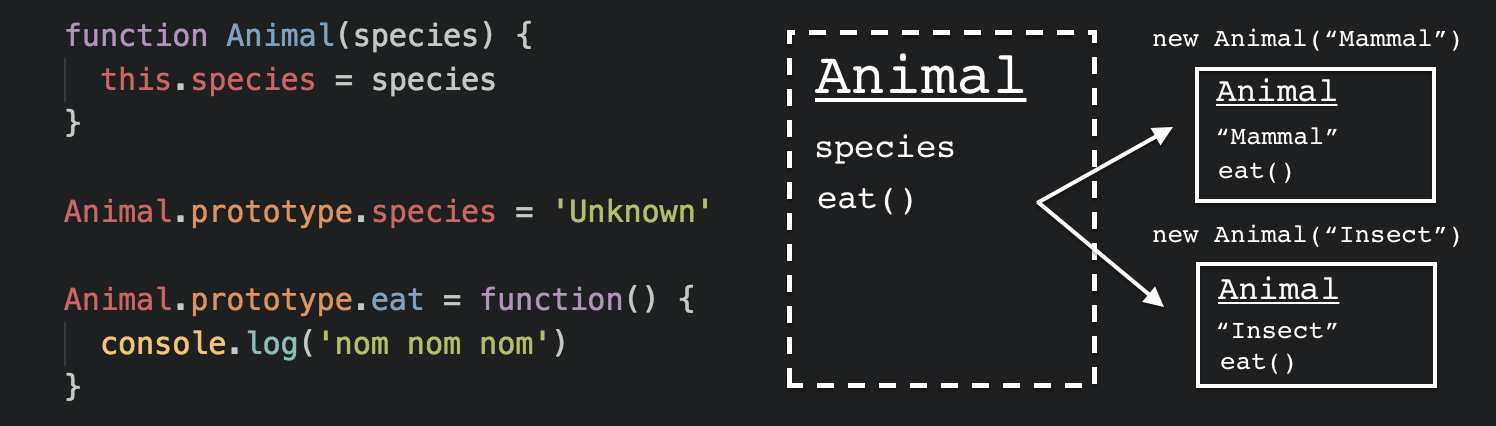 function Animal(species) {
this.species = species
}
Animal.prototype.species = 'Unknown'
Animal.prototype.eat = function() {
console.log('nom nom nom')
}
Animal
species
eat()
new Animal(“Mammal”)
Animal
“Mammal”
eat()
new Animal(“Insect”)
Animal
“Insect”
eat()